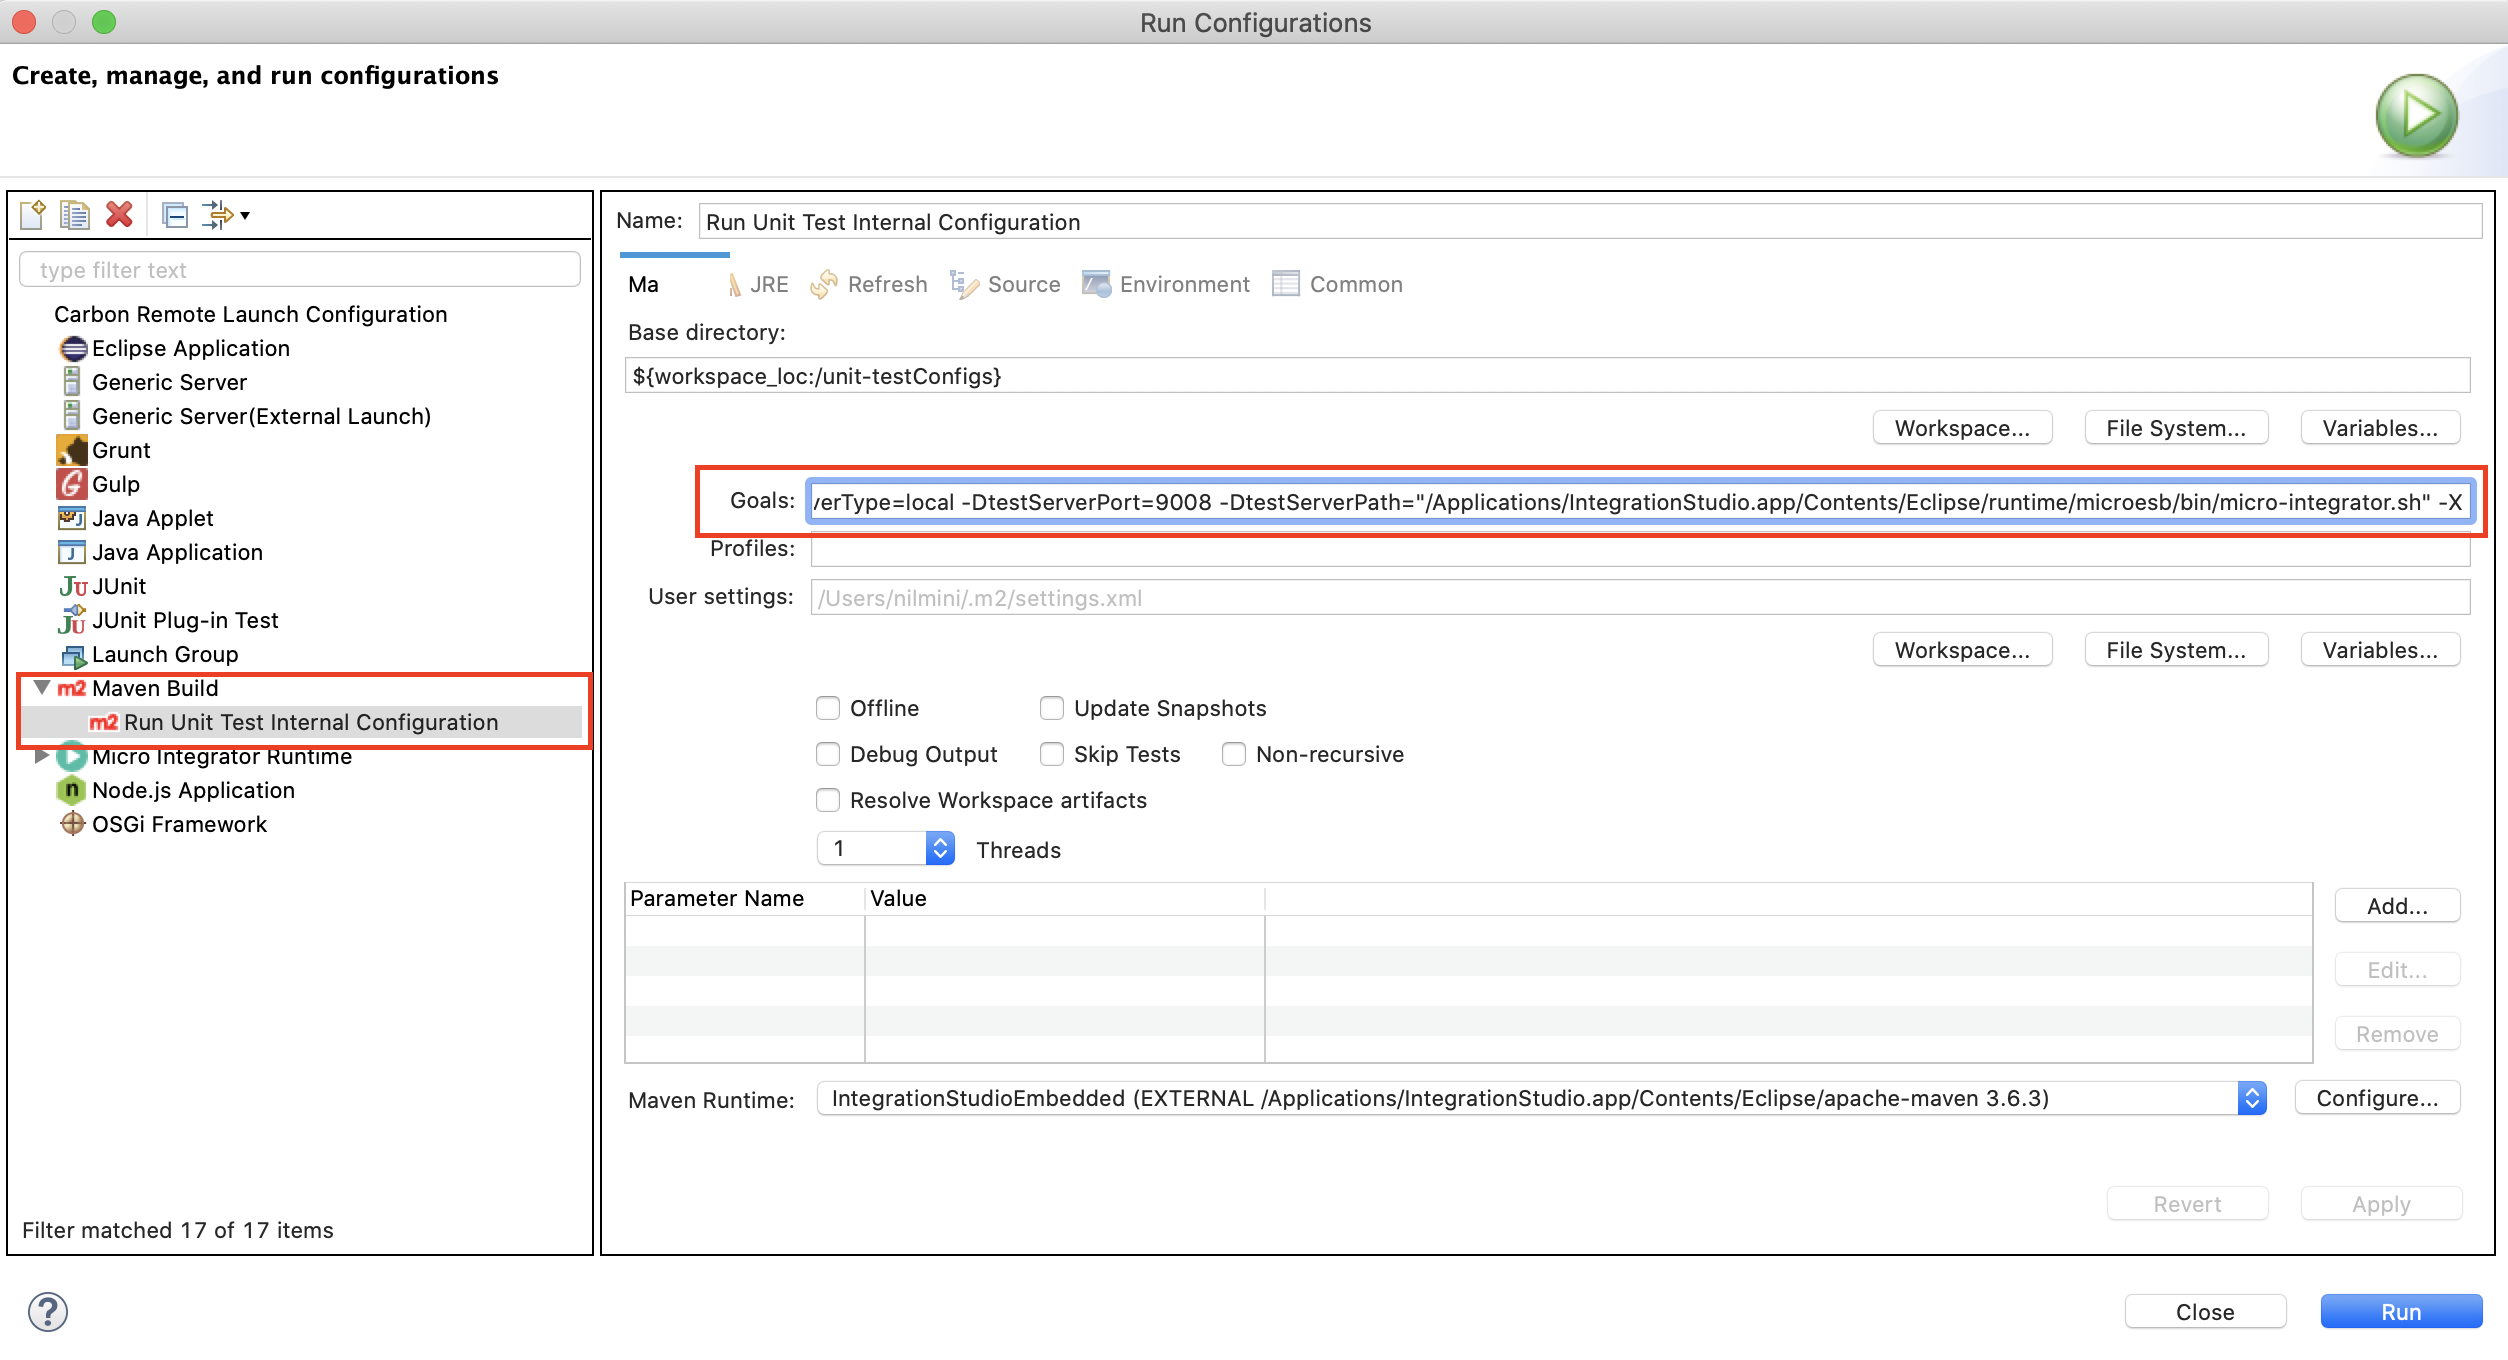 Run Configurations
Create, manage, and run configurations
type filter text
Carbon Remote Launch Configuration
Eclipse Application
Generic Server
Generic Server(External Launch)
Grunt
Gulp
Java Applet
Java Application
JUnit
JUnit Plug-in Test
Launch Group
m2 Maven Build
m2 Run Unit Test Internal Configuration
Micro Integrator Runtime
Node.js Application
OSGi Framework
Filter matched 17 of 17 items
Name: Run Unit Test Internal Configuration
Ma JRE Refresh Source Environment Common
Base directory:
${workspace_loc:/unit-testConfigs}
Workspace... File System... Variables...
Goals: verType=local -DtestServerPort=9008 -DtestServerPath="/Applications/IntegrationStudio.app/Contents/Eclipse/runtime/microesb/bin/micro-integrator.sh" -X
Profiles:
User settings: /Users/nilmini/.m2/settings.xml
Workspace... File System... Variables...
Offline Update Snapshots
Debug Output Skip Tests Non-recursive
Resolve Workspace artifacts
1 Threads
Parameter Name Value
Add...
Edit...
Remove
Maven Runtime: IntegrationStudioEmbedded (EXTERNAL /Applications/IntegrationStudio.app/Contents/Eclipse/apache-maven 3.6.3) Configure...
Revert Apply
? Close Run